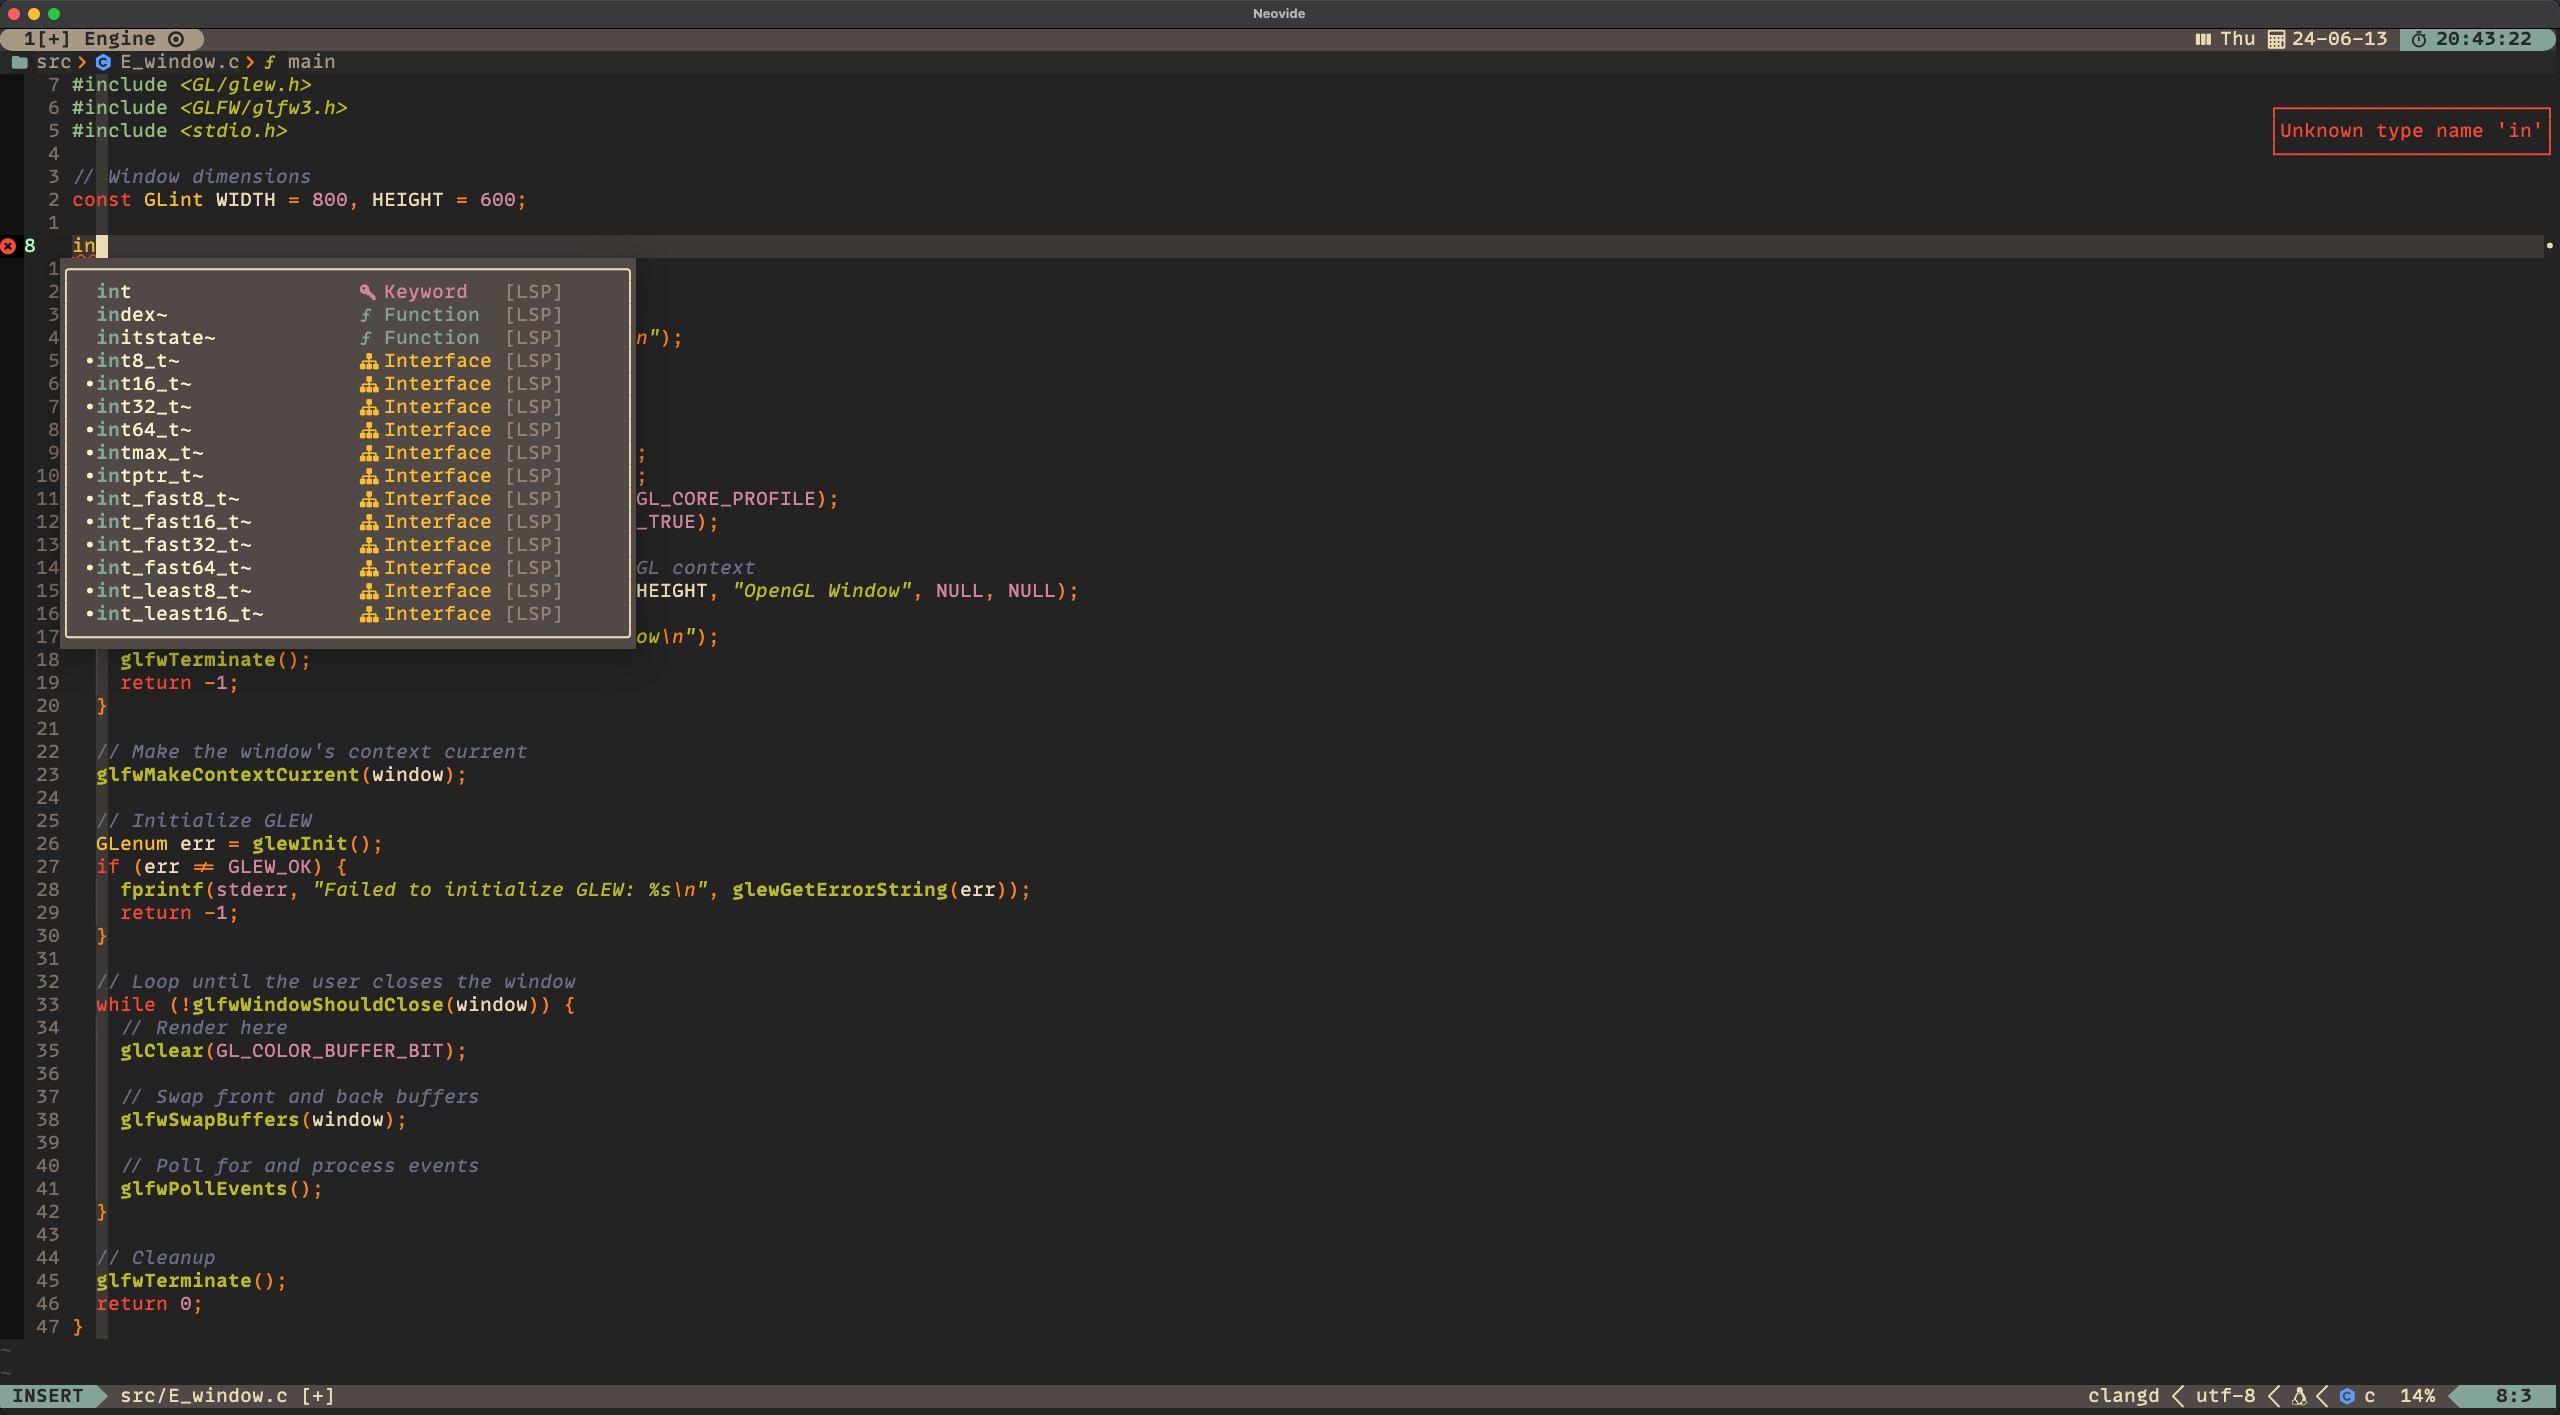 Neovide
1[+] Engine Thu 24-06-13 20:43:22
src E_window.c ƒ main
7 #include <GL/glew.h>
6 #include <GLFW/glfw3.h>
5 #include <stdio.h>
Unknown type name 'in'
4
3 // Window dimensions
2 const GLint WIDTH = 800, HEIGHT = 600;
1
8 in
1
2 int Keyword [LSP]
3 index~ ƒ Function [LSP]
4 initstate~ ƒ Function [LSP] n");
5 •int8_t~ Interface [LSP]
6 •int16_t~ Interface [LSP]
7 •int32_t~ Interface [LSP]
8 •int64_t~ Interface [LSP]
9 •intmax_t~ Interface [LSP] ;
10 •intptr_t~ Interface [LSP] ;
11 •int_fast8_t~ Interface [LSP] GL_CORE_PROFILE);
12 •int_fast16_t~ Interface [LSP] _TRUE);
13 •int_fast32_t~ Interface [LSP]
14 •int_fast64_t~ Interface [LSP] GL context
15 •int_least8_t~ Interface [LSP] HEIGHT, "OpenGL Window", NULL, NULL);
16 •int_least16_t~ Interface [LSP]
17 ow\n");
18 glfwTerminate();
19 return -1;
20 }
21
22 // Make the window's context current
23 glfwMakeContextCurrent(window);
24
25 // Initialize GLEW
26 GLenum err = glewInit();
27 if (err ≠ GLEW_OK) {
28 fprintf(stderr, "Failed to initialize GLEW: %s\n", glewGetErrorString(err));
29 return -1;
30 }
31
32 // Loop until the user closes the window
33 while (!glfwWindowShouldClose(window)) {
34 // Render here
35 glClear(GL_COLOR_BUFFER_BIT);
36
37 // Swap front and back buffers
38 glfwSwapBuffers(window);
39
40 // Poll for and process events
41 glfwPollEvents();
42 }
43
44 // Cleanup
45 glfwTerminate();
46 return 0;
47 }
~
~
INSERT src/E_window.c [+] clangd utf-8 c 14% 8:3